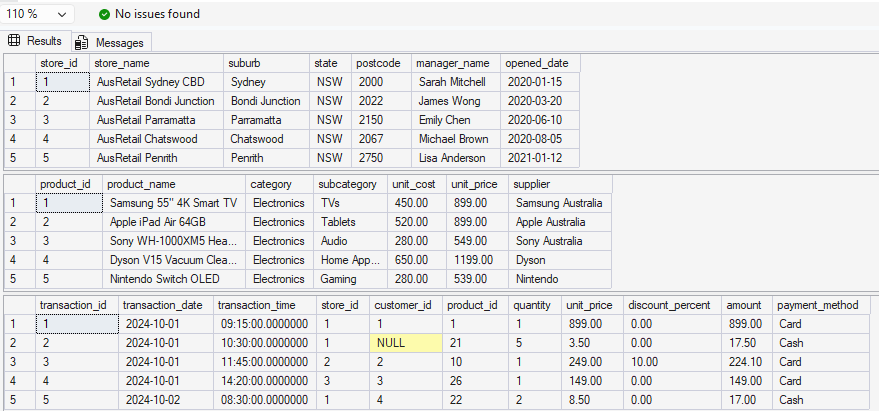 110 %
No issues found
Results Messages
store_id store_name suburb state postcode manager_name opened_date
1 1 AusRetail Sydney CBD Sydney NSW 2000 Sarah Mitchell 2020-01-15
2 2 AusRetail Bondi Junction Bondi Junction NSW 2022 James Wong 2020-03-20
3 3 AusRetail Parramatta Parramatta NSW 2150 Emily Chen 2020-06-10
4 4 AusRetail Chatswood Chatswood NSW 2067 Michael Brown 2020-08-05
5 5 AusRetail Penrith Penrith NSW 2750 Lisa Anderson 2021-01-12
product_id product_name category subcategory unit_cost unit_price supplier
1 1 Samsung 55" 4K Smart TV Electronics TVs 450.00 899.00 Samsung Australia
2 2 Apple iPad Air 64GB Electronics Tablets 520.00 899.00 Apple Australia
3 3 Sony WH-1000XM5 Hea... Electronics Audio 280.00 549.00 Sony Australia
4 4 Dyson V15 Vacuum Clea... Electronics Home App... 650.00 1199.00 Dyson
5 5 Nintendo Switch OLED Electronics Gaming 280.00 539.00 Nintendo
transaction_id transaction_date transaction_time store_id customer_id product_id quantity unit_price discount_percent amount payment_method
1 1 2024-10-01 09:15:00.0000000 1 1 1 1 899.00 0.00 899.00 Card
2 2 2024-10-01 10:30:00.0000000 1 NULL 21 5 3.50 0.00 17.50 Cash
3 3 2024-10-01 11:45:00.0000000 2 2 10 1 249.00 10.00 224.10 Card
4 4 2024-10-01 14:20:00.0000000 3 3 26 1 149.00 0.00 149.00 Card
5 5 2024-10-02 08:30:00.0000000 1 4 22 2 8.50 0.00 17.00 Cash